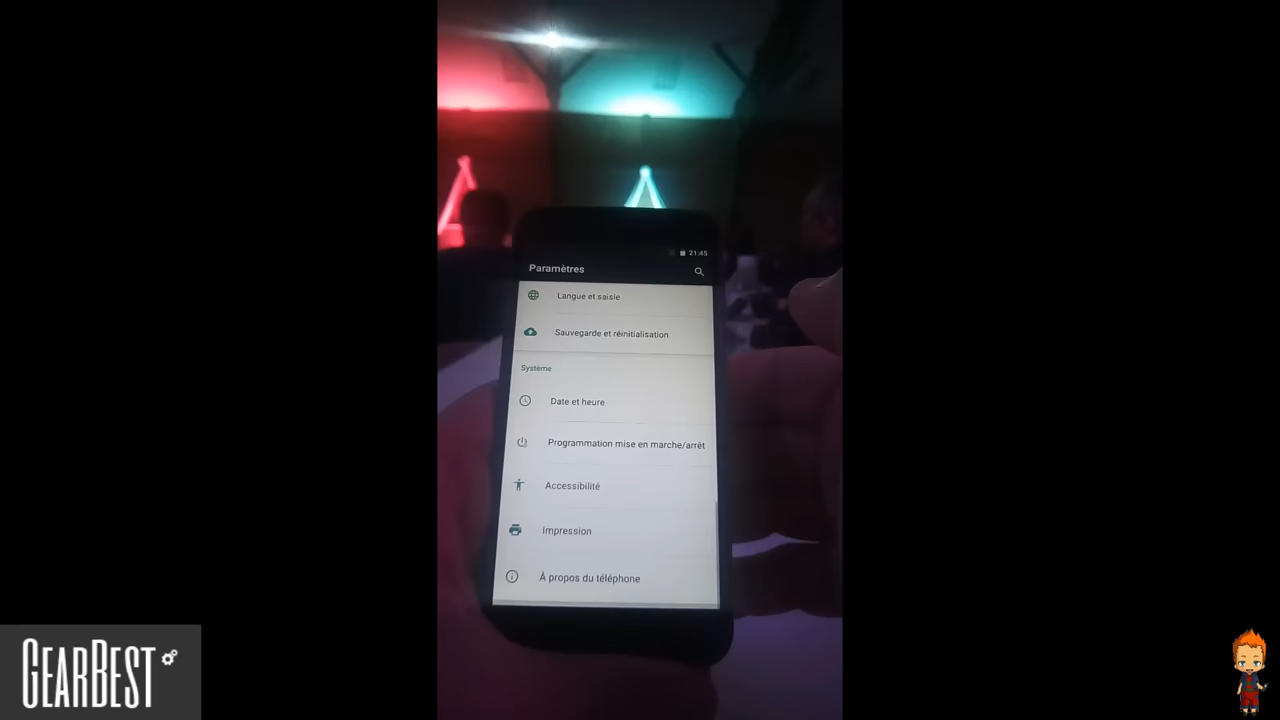 21:45
Paramètres
Langue et saisie
Sauvegarde et réinitialisation
Système
Date et heure
Programmation mise en marche/arrêt
Accessibilité
Impression
À propos du téléphone
GEARBEST